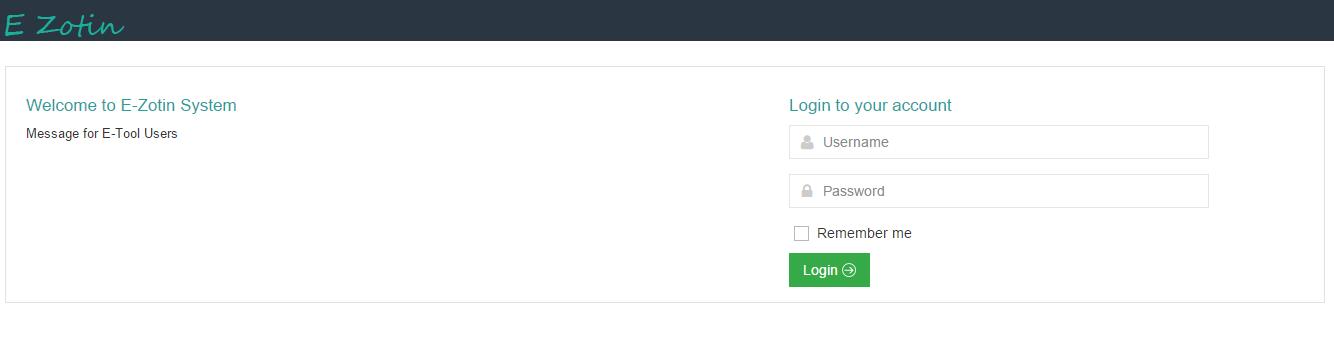 E Zotin
Welcome to E-Zotin System
Message for E-Tool Users
Login to your account
Username
Password
Remember me
Login